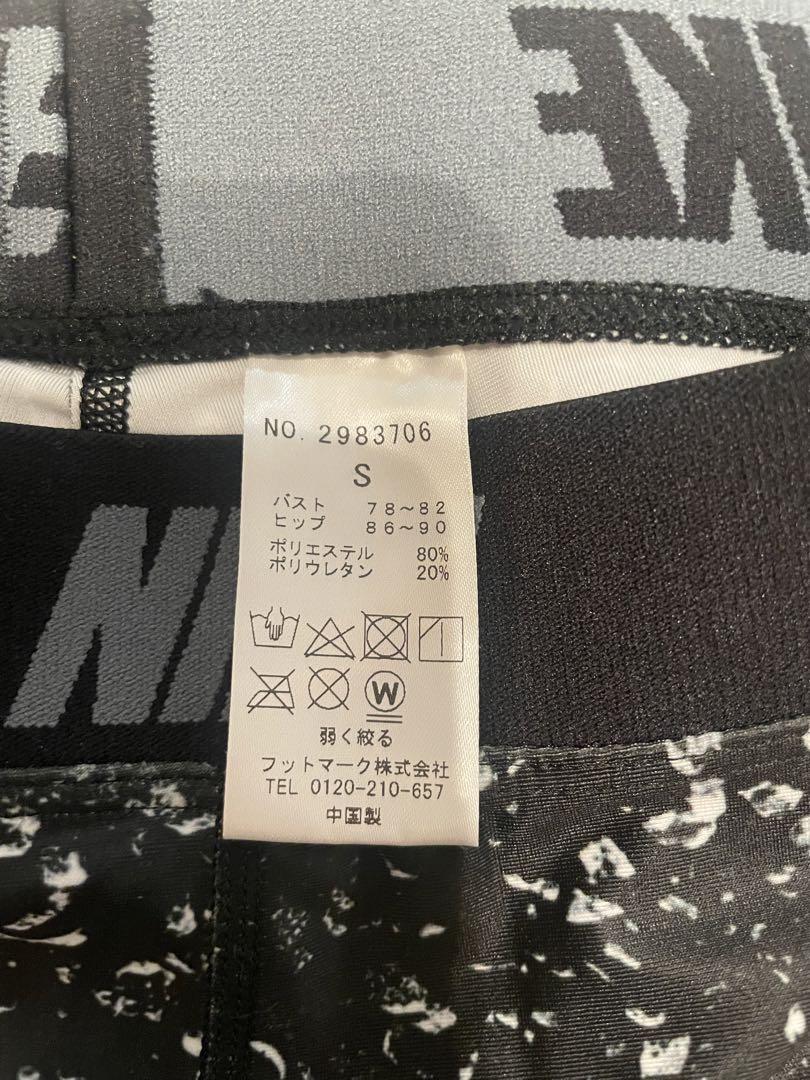 NIKE
NO. 2983706
S
バスト 78～82
ヒップ 86～90
ポリエステル 80%
ポリウレタン 20%
W
弱く絞る
フットマーク株式会社
TEL 0120-210-657
中国製